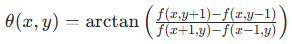 θ(x, y) = arctan ( f(x,y+1)−f(x,y−1) / f(x+1,y)−f(x−1,y) )